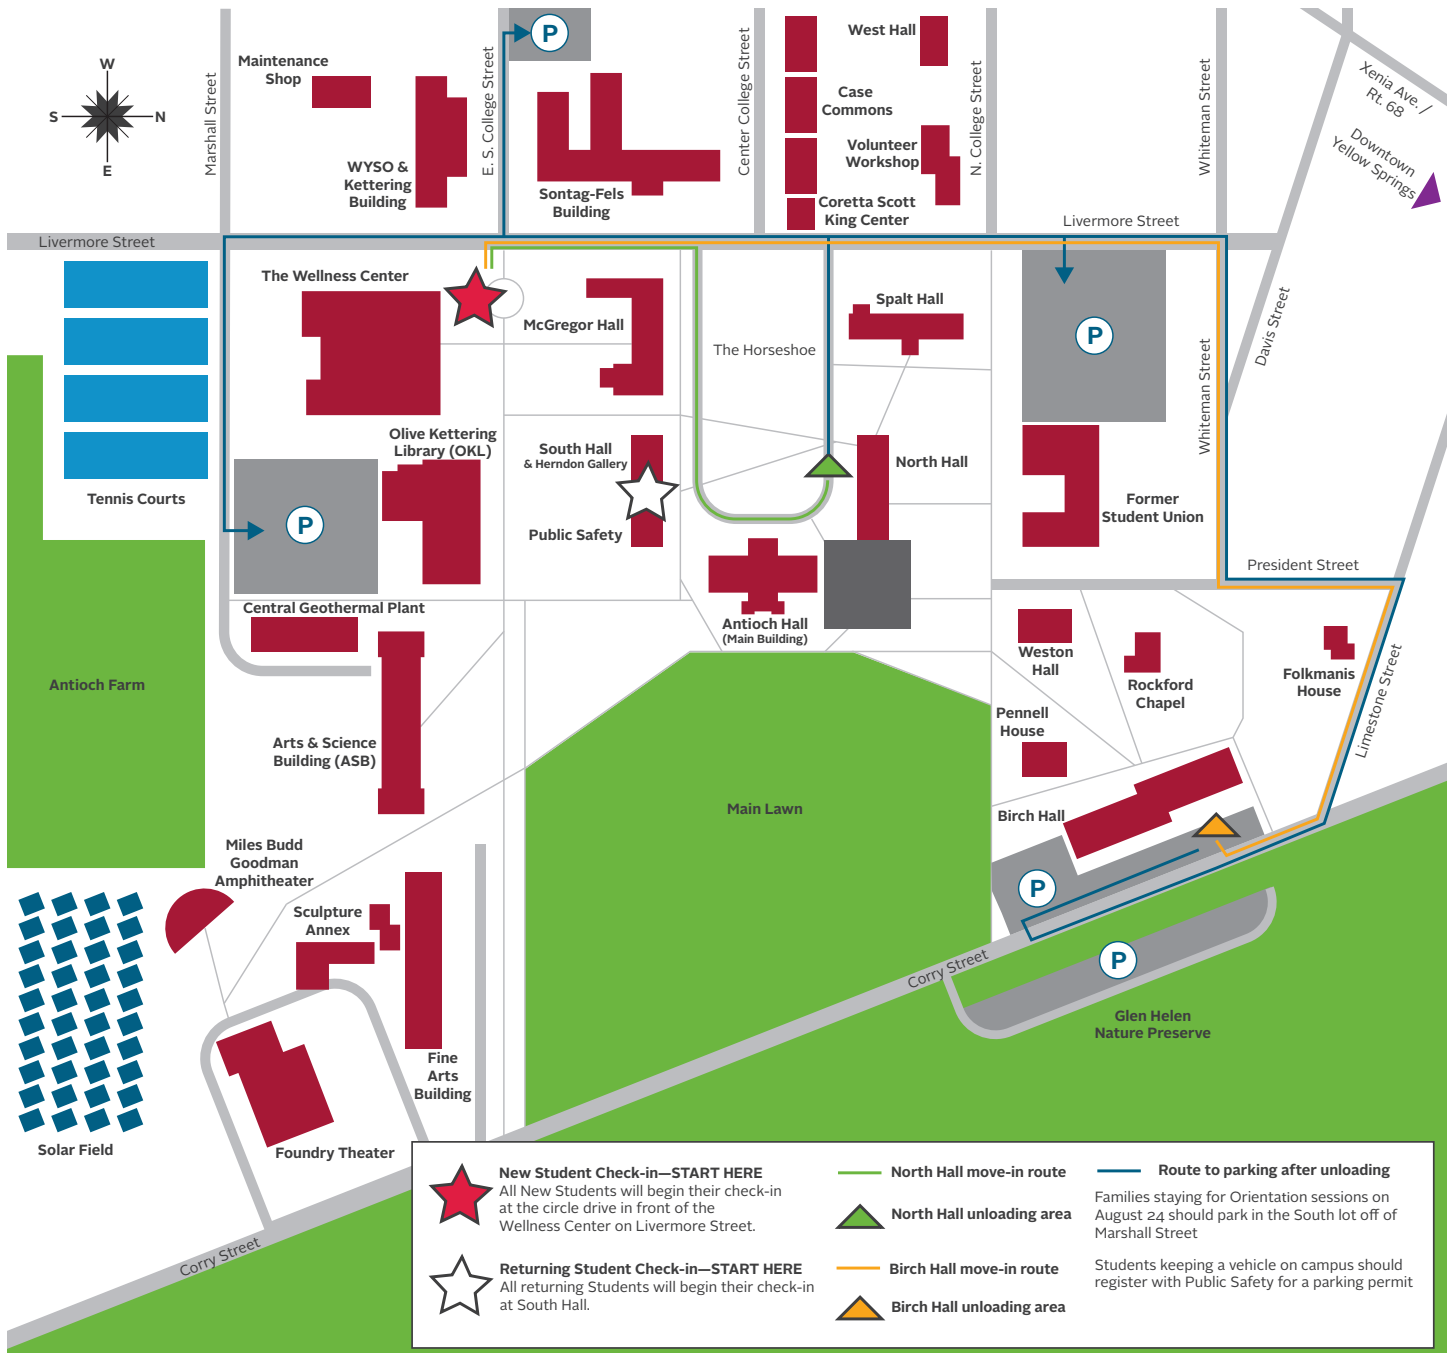 W
S
N
E
Maintenance
Shop
Marshall Street
WYSO &
Kettering
Building
E. S. College Street
P
Sontag-Fels
Building
Center College Street
West Hall
Case
Commons
Volunteer
Workshop
Coretta Scott
King Center
N. College Street
Whiteman Street
Xenia Ave. /
Rt. 68
Downtown
Yellow Springs
Livermore Street
Livermore Street
The Wellness Center
McGregor Hall
The Horseshoe
Spalt Hall
P
Whiteman Street
Davis Street
Tennis Courts
P
Olive Kettering
Library (OKL)
South Hall
& Herndon Gallery
Public Safety
North Hall
Former
Student Union
President Street
Central Geothermal Plant
Antioch Hall
(Main Building)
Weston
Hall
Rockford
Chapel
Folkmanis
House
Limestone Street
Antioch Farm
Arts & Science
Building (ASB)
Pennell
House
Main Lawn
Birch Hall
P
P
Miles Budd
Goodman
Amphitheater
Sculpture
Annex
Corry Street
Glen Helen
Nature Preserve
Fine
Arts
Building
Solar Field
Foundry Theater
Corry Street
New Student Check-in—START HERE
All New Students will begin their check-in
at the circle drive in front of the
Wellness Center on Livermore Street.
Returning Student Check-in—START HERE
All returning Students will begin their check-in
at South Hall.
North Hall move-in route
North Hall unloading area
Birch Hall move-in route
Birch Hall unloading area
Route to parking after unloading
Families staying for Orientation sessions on
August 24 should park in the South lot off of
Marshall Street
Students keeping a vehicle on campus should
register with Public Safety for a parking permit